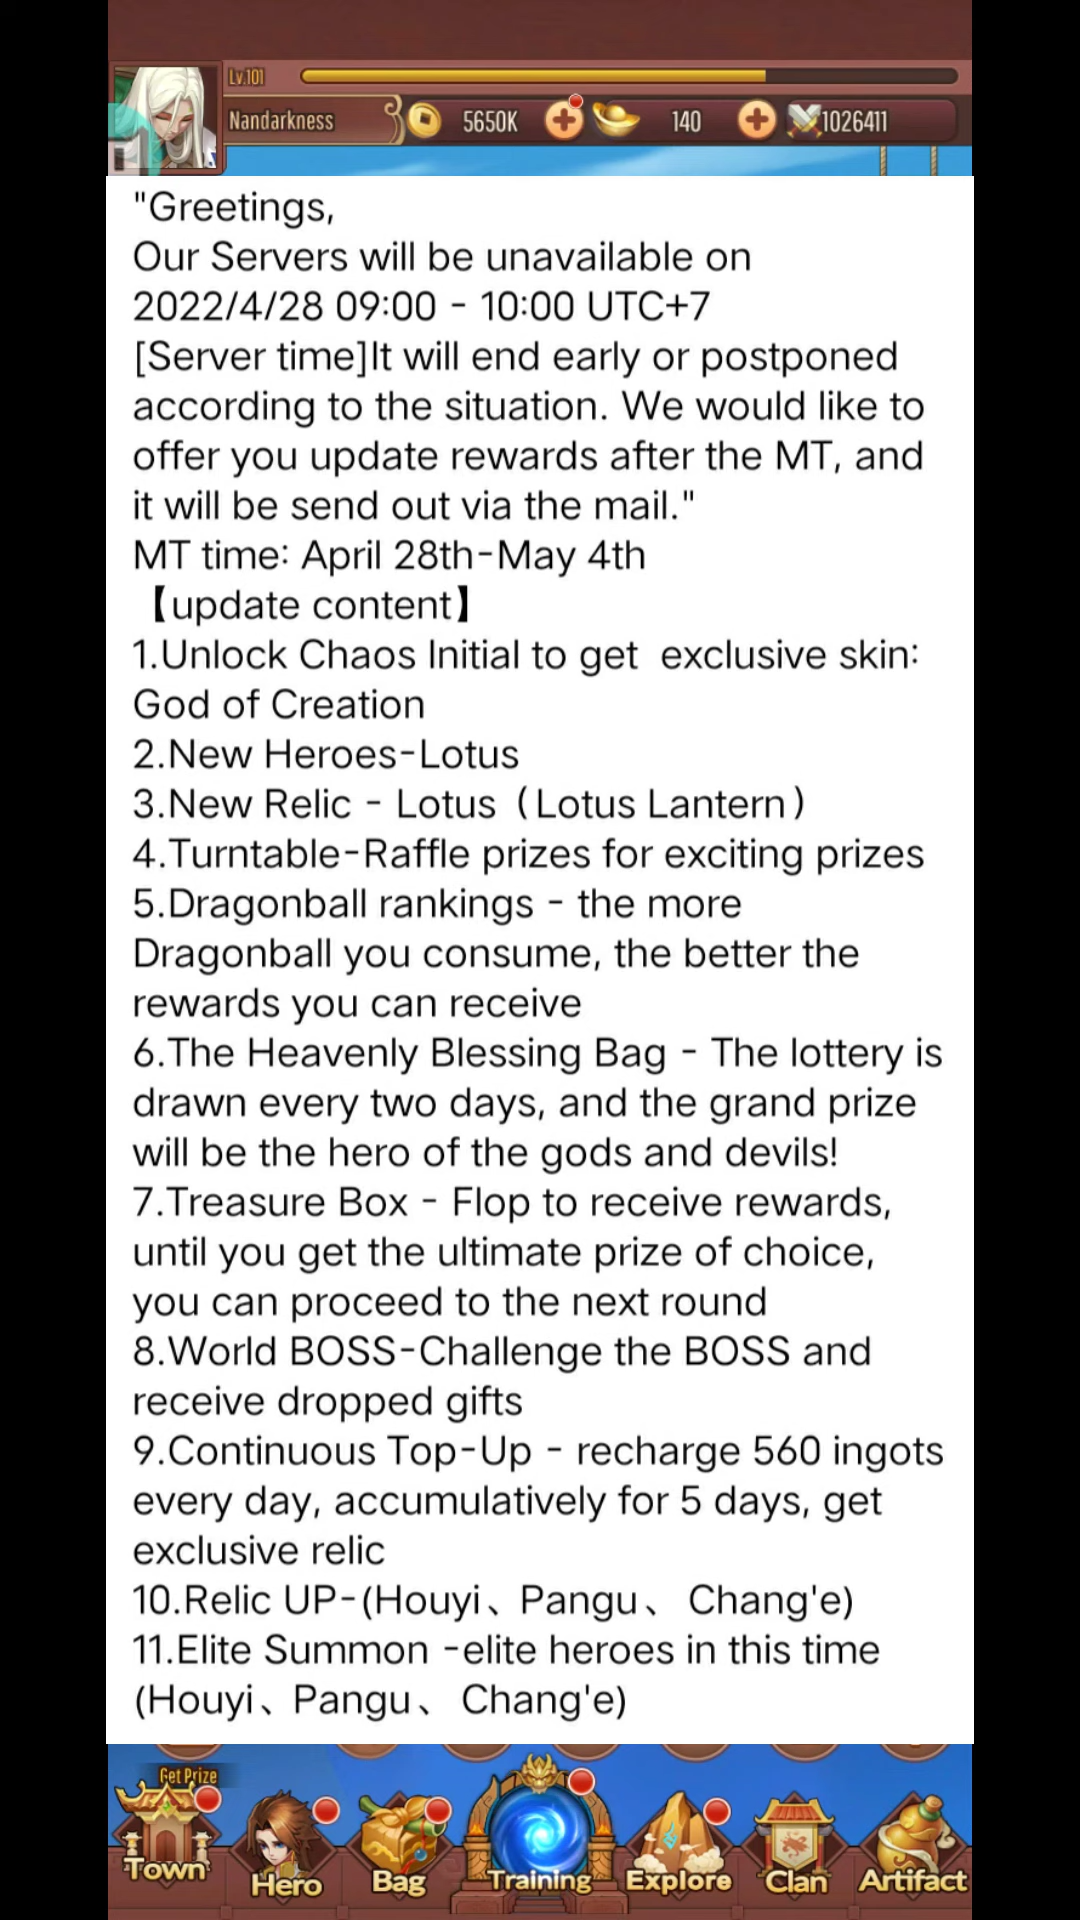 Lv.101
Nandarkness
5650K
140
1026411
"Greetings,
Our Servers will be unavailable on
2022/4/28 09:00 - 10:00 UTC+7
[Server time]It will end early or postponed
according to the situation. We would like to
offer you update rewards after the MT, and
it will be send out via the mail."
MT time: April 28th-May 4th
【update content】
1.Unlock Chaos Initial to get  exclusive skin:
God of Creation
2.New Heroes-Lotus
3.New Relic - Lotus（Lotus Lantern）
4.Turntable-Raffle prizes for exciting prizes
5.Dragonball rankings - the more
Dragonball you consume, the better the
rewards you can receive
6.The Heavenly Blessing Bag - The lottery is
drawn every two days, and the grand prize
will be the hero of the gods and devils!
7.Treasure Box - Flop to receive rewards,
until you get the ultimate prize of choice,
you can proceed to the next round
8.World BOSS-Challenge the BOSS and
receive dropped gifts
9.Continuous Top-Up - recharge 560 ingots
every day, accumulatively for 5 days, get
exclusive relic
10.Relic UP-(Houyi、Pangu、 Chang'e)
11.Elite Summon -elite heroes in this time
(Houyi、Pangu、 Chang'e)
Get Prize
Town
Hero
Bag
Training
Explore
Clan
Artifact